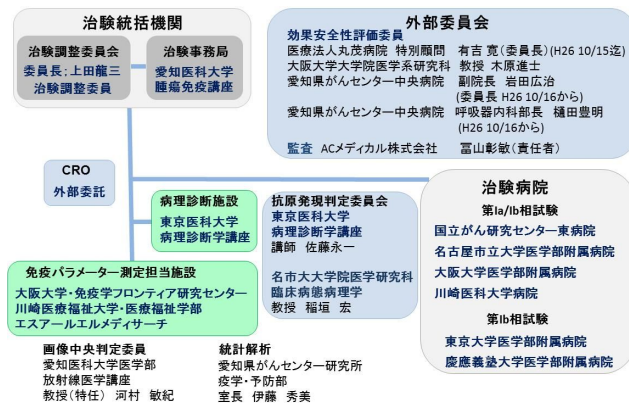 治験統括機関
治験調整委員会
委員長；上田龍三
治験調整委員
治験事務局
愛知医科大学
腫瘍免疫講座
外部委員会
効果安全性評価委員
医療法人丸茂病院 特別顧問 有吉 寛（委員長）(H26 10/15迄)
大阪大学大学院医学系研究科 教授 木原進士
愛知県がんセンター中央病院 副院長 岩田広治
(委員長 H26 10/16から)
愛知県がんセンター中央病院 呼吸器内科部長 樋田豊明
(H26 10/16から)
監査 ACメディカル株式会社 冨山彰敏（責任者）
CRO
外部委託
病理診断施設
東京医科大学
病理診断学講座
抗原発現判定委員会
東京医科大学
病理診断学講座
講師 佐藤永一
名市大大学院医学研究科
臨床病態病理学
教授 稲垣 宏
免疫パラメーター測定担当施設
大阪大学・免疫学フロンティア研究センター
川崎医療福祉大学・医療福祉学部
エスアールエルメディサーチ
治験病院
第Ia/Ib相試験
国立がん研究センター東病院
名古屋市立大学医学部附属病院
大阪大学医学部附属病院
川崎医科大学病院
第Ib相試験
東京大学医学部附属病院
慶應義塾大学医学部附属病院
画像中央判定委員
愛知医科大学医学部
放射線医学講座
教授（特任） 河村 敏紀
統計解析
愛知県がんセンター研究所
疫学・予防部
室長 伊藤 秀美